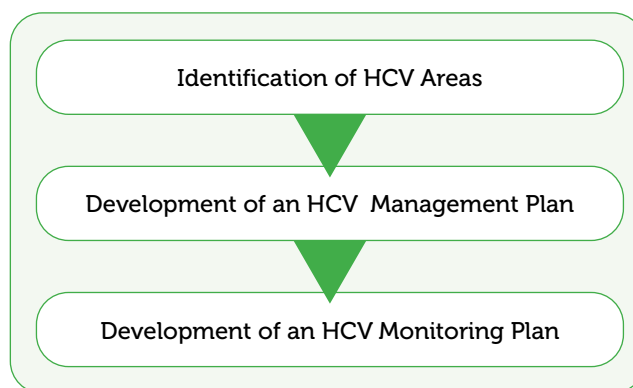 Identification of HCV Areas
Development of an HCV Management Plan
Development of an HCV Monitoring Plan